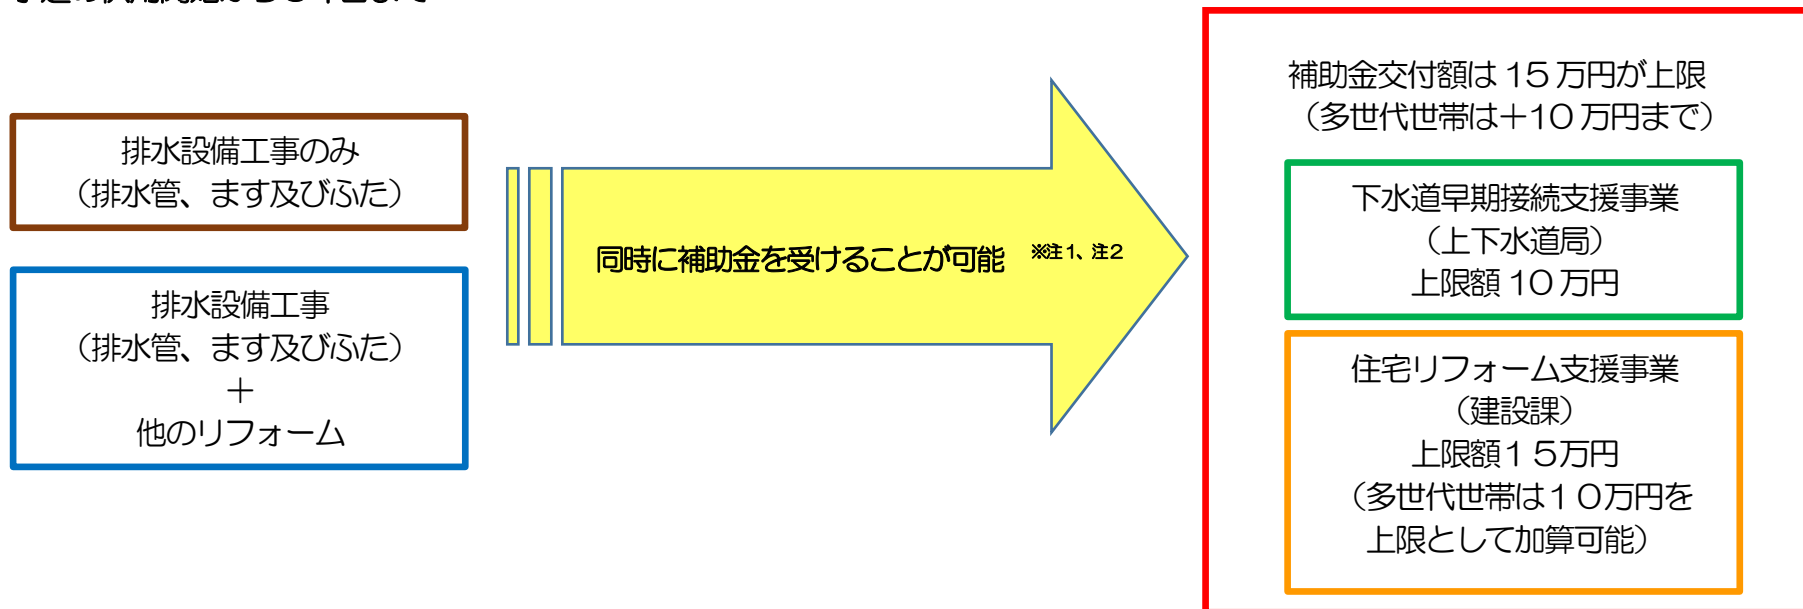 排水設備工事のみ
（排水管、ます及びふた）
排水設備工事
（排水管、ます及びふた）
＋
他のリフォーム
同時に補助金を受けることが可能 ※注１、注２
補助金交付額は 15 万円が上限
（多世代世帯は＋10 万円まで）
下水道早期接続支援事業
（上下水道局）
上限額 10 万円
住宅リフォーム支援事業
（建設課）
上限額１５万円
（多世代世帯は１０万円を
上限として加算可能）